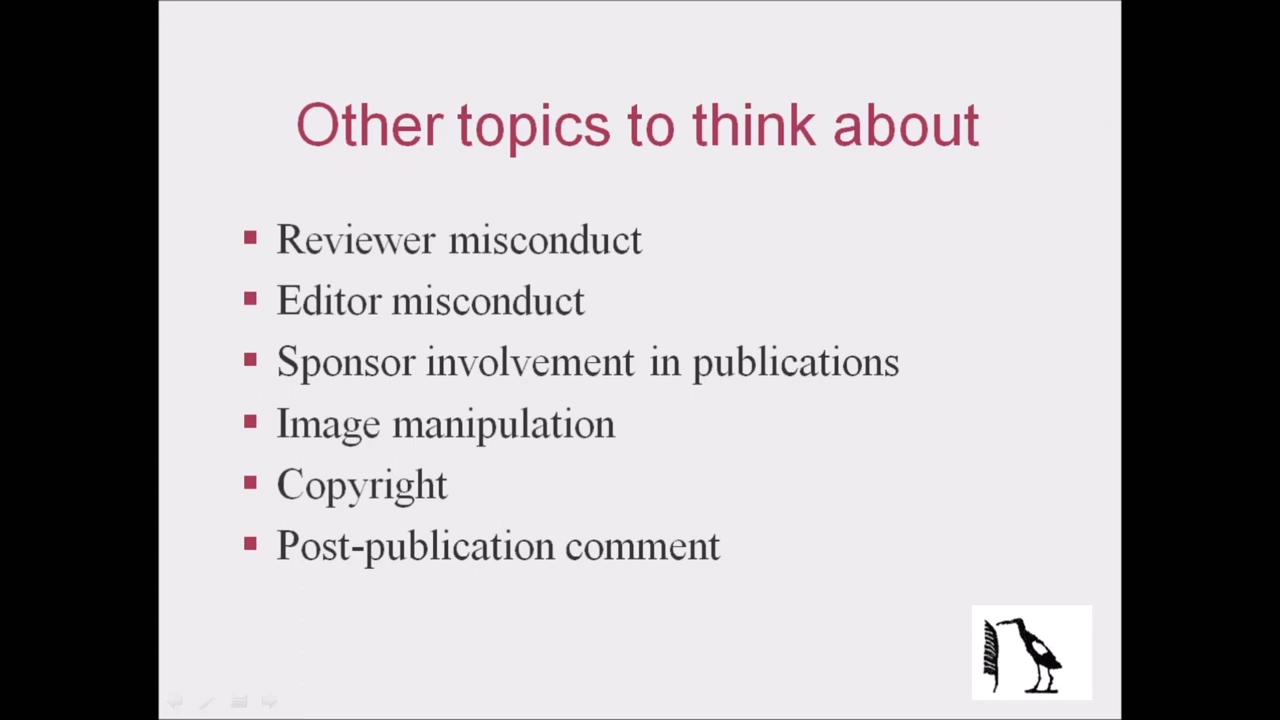 Other topics to think about
Reviewer misconduct
Editor misconduct
Sponsor involvement in publications
Image manipulation
Copyright
Post-publication comment